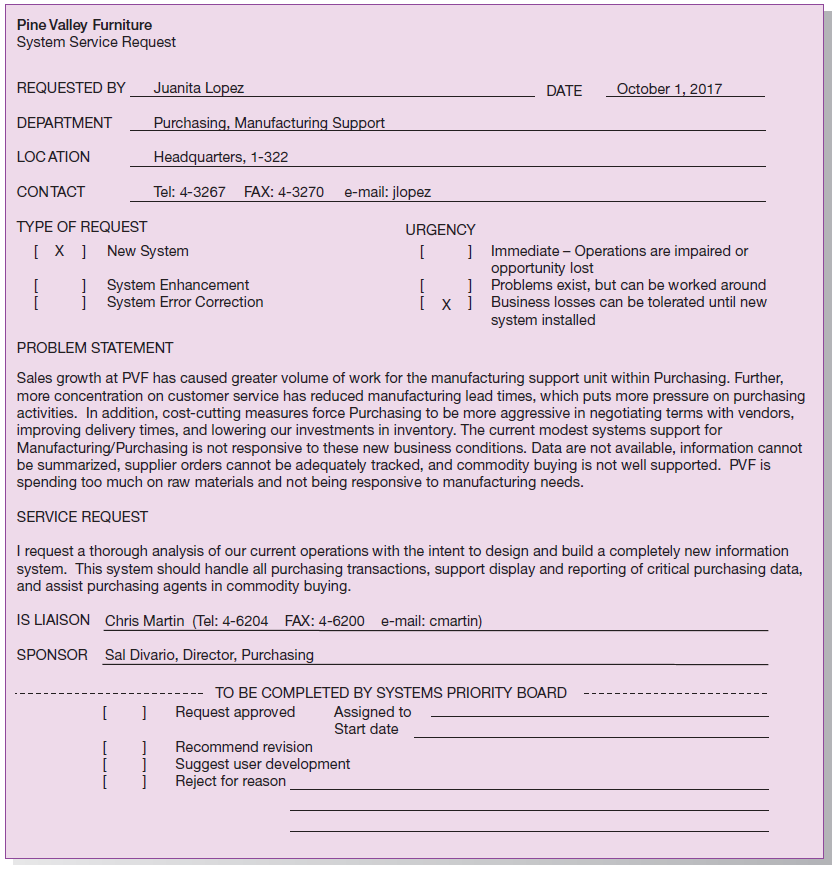 Pine Valley Furniture
System Service Request
REQUESTED BY Juanita Lopez DATE October 1, 2017
DEPARTMENT Purchasing, Manufacturing Support
LOCATION Headquarters, 1-322
CONTACT Tel: 4-3267 FAX: 4-3270 e-mail: jlopez
TYPE OF REQUEST URGENCY
[ X ] New System [ ] Immediate – Operations are impaired or
opportunity lost
[ ] System Enhancement [ ] Problems exist, but can be worked around
[ ] System Error Correction [ X ] Business losses can be tolerated until new
system installed
PROBLEM STATEMENT
Sales growth at PVF has caused greater volume of work for the manufacturing support unit within Purchasing. Further,
more concentration on customer service has reduced manufacturing lead times, which puts more pressure on purchasing
activities. In addition, cost-cutting measures force Purchasing to be more aggressive in negotiating terms with vendors,
improving delivery times, and lowering our investments in inventory. The current modest systems support for
Manufacturing/Purchasing is not responsive to these new business conditions. Data are not available, information cannot
be summarized, supplier orders cannot be adequately tracked, and commodity buying is not well supported. PVF is
spending too much on raw materials and not being responsive to manufacturing needs.
SERVICE REQUEST
I request a thorough analysis of our current operations with the intent to design and build a completely new information
system. This system should handle all purchasing transactions, support display and reporting of critical purchasing data,
and assist purchasing agents in commodity buying.
IS LIAISON Chris Martin (Tel: 4-6204 FAX: 4-6200 e-mail: cmartin)
SPONSOR Sal Divario, Director, Purchasing
TO BE COMPLETED BY SYSTEMS PRIORITY BOARD
[ ] Request approved Assigned to
Start date
[ ] Recommend revision
[ ] Suggest user development
[ ] Reject for reason